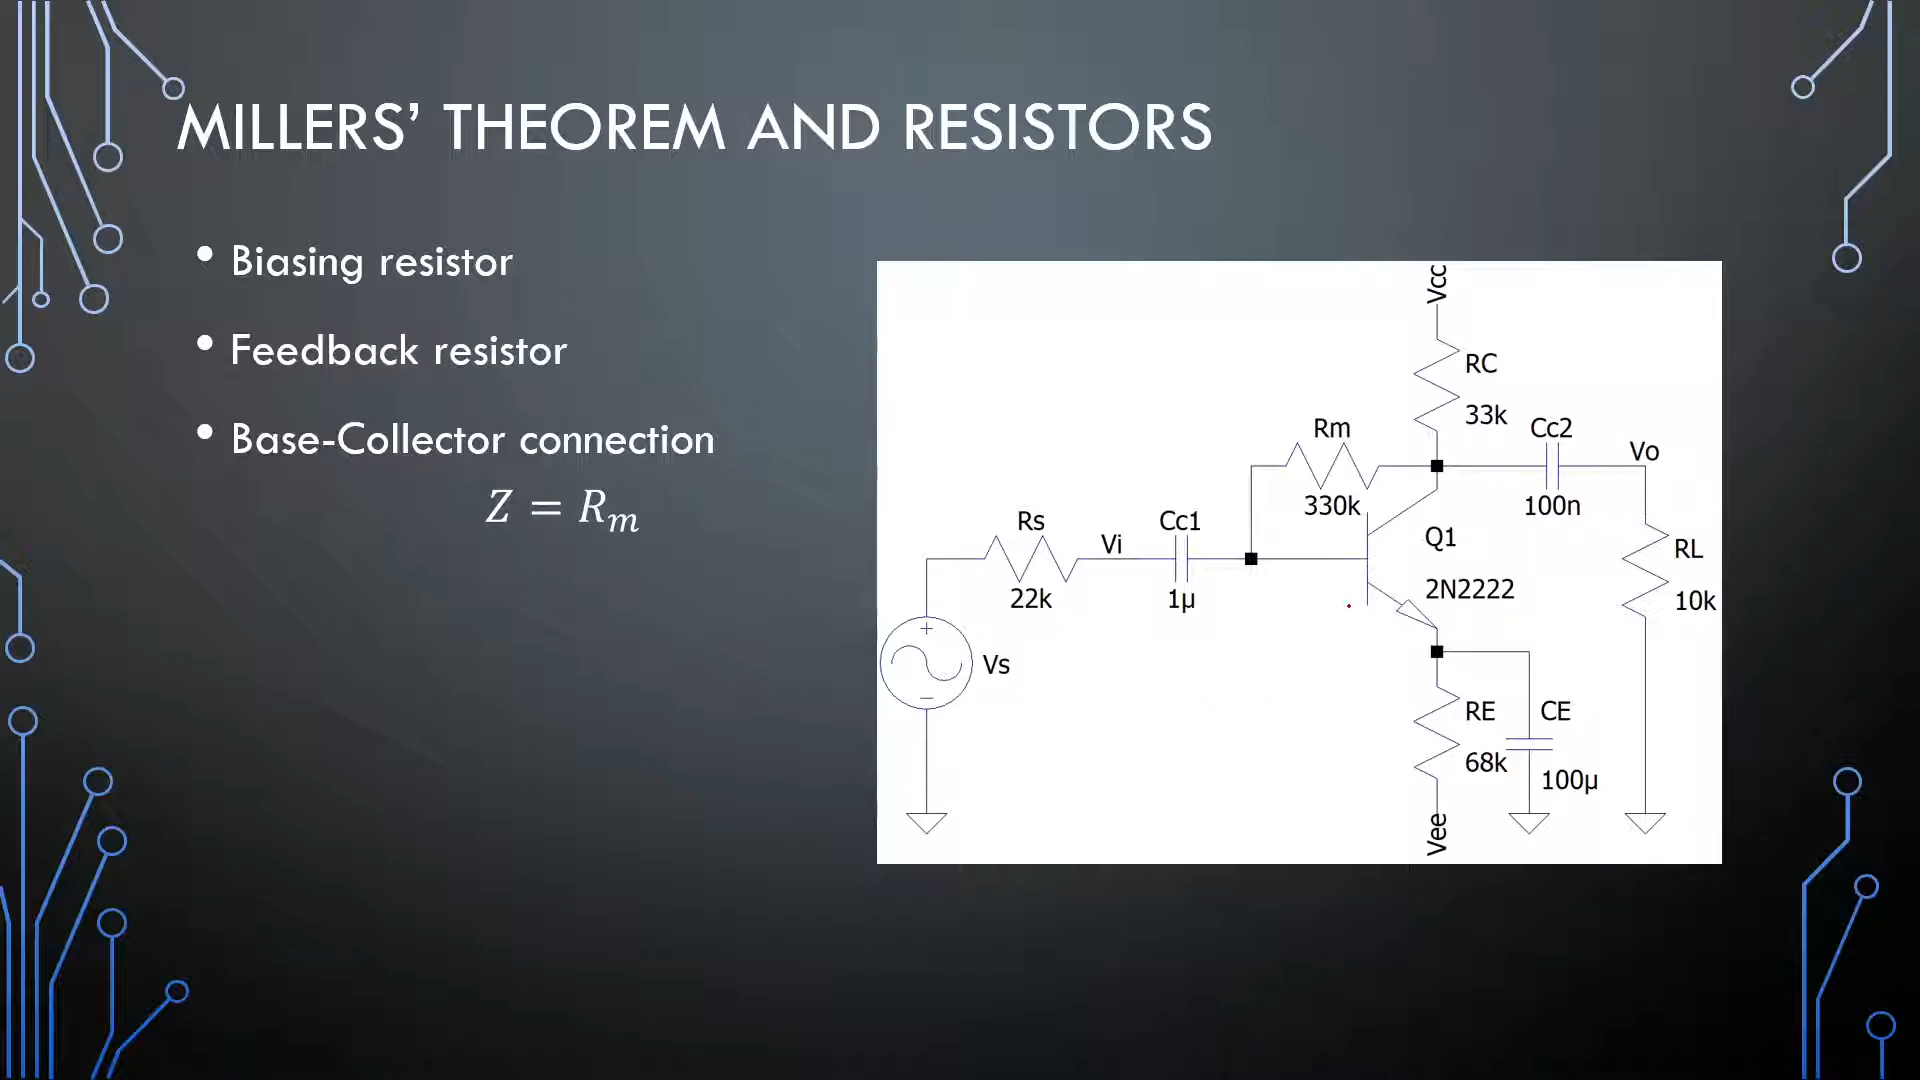 MILLERS’ THEOREM AND RESISTORS
• Biasing resistor
• Feedback resistor
• Base-Collector connection
Z = Rₘ
Vcc
RC
33k
Rm
330k
Cc2
100n
Vo
Rs
22k
Vi
Cc1
1µ
Q1
2N2222
RL
10k
+
Vs
−
RE
68k
CE
100µ
Vee